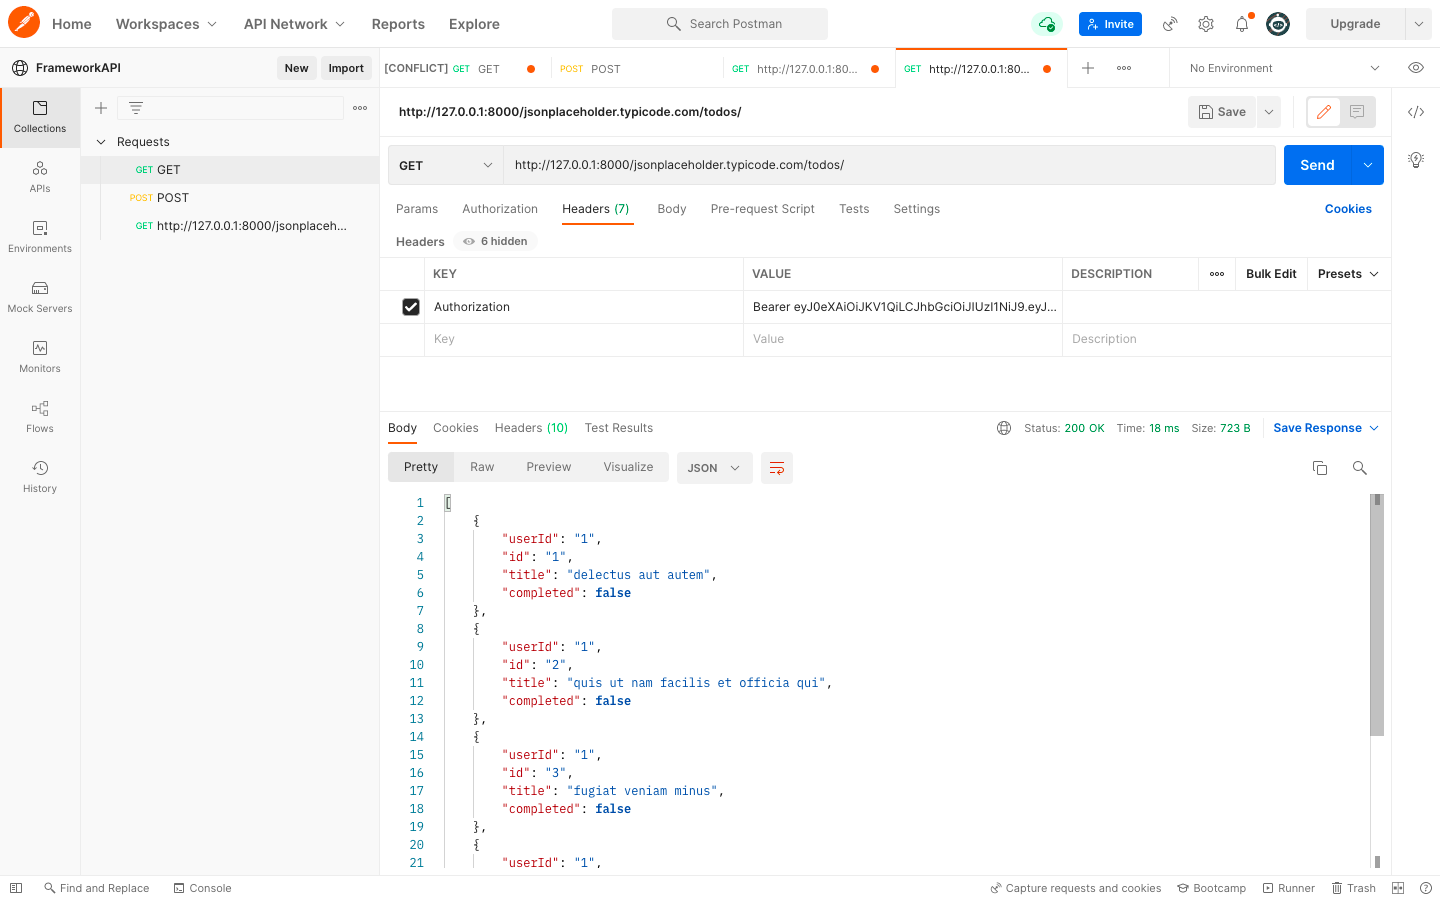 Home Workspaces API Network Reports Explore Search Postman Invite Upgrade
FrameworkAPI New Import [CONFLICT] GET GET POST POST GET http://127.0.0.1:80... GET http://127.0.0.1:80... No Environment
Collections
APIs
Environments
Mock Servers
Monitors
Flows
History
Requests
GET GET
POST POST
GET http://127.0.0.1:8000/jsonplaceh...
http://127.0.0.1:8000/jsonplaceholder.typicode.com/todos/ Save
GET http://127.0.0.1:8000/jsonplaceholder.typicode.com/todos/ Send
Params Authorization Headers (7) Body Pre-request Script Tests Settings Cookies
Headers 6 hidden
KEY VALUE DESCRIPTION Bulk Edit Presets
Authorization Bearer eyJ0eXAiOiJKV1QiLCJhbGciOiJIUzI1NiJ9.eyJ...
Key Value Description
Body Cookies Headers (10) Test Results Status: 200 OK Time: 18 ms Size: 723 B Save Response
Pretty Raw Preview Visualize JSON
1 [
2 {
3 "userId": "1",
4 "id": "1",
5 "title": "delectus aut autem",
6 "completed": false
7 },
8 {
9 "userId": "1",
10 "id": "2",
11 "title": "quis ut nam facilis et officia qui",
12 "completed": false
13 },
14 {
15 "userId": "1",
16 "id": "3",
17 "title": "fugiat veniam minus",
18 "completed": false
19 },
20 {
21 "userId": "1",
Find and Replace Console Capture requests and cookies Bootcamp Runner Trash